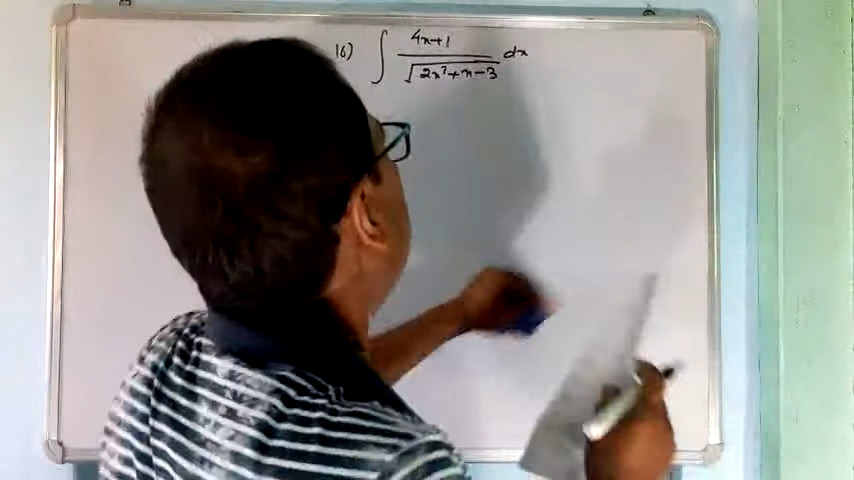 16) ∫ 4x+1 / √(2x²+x-3) dx